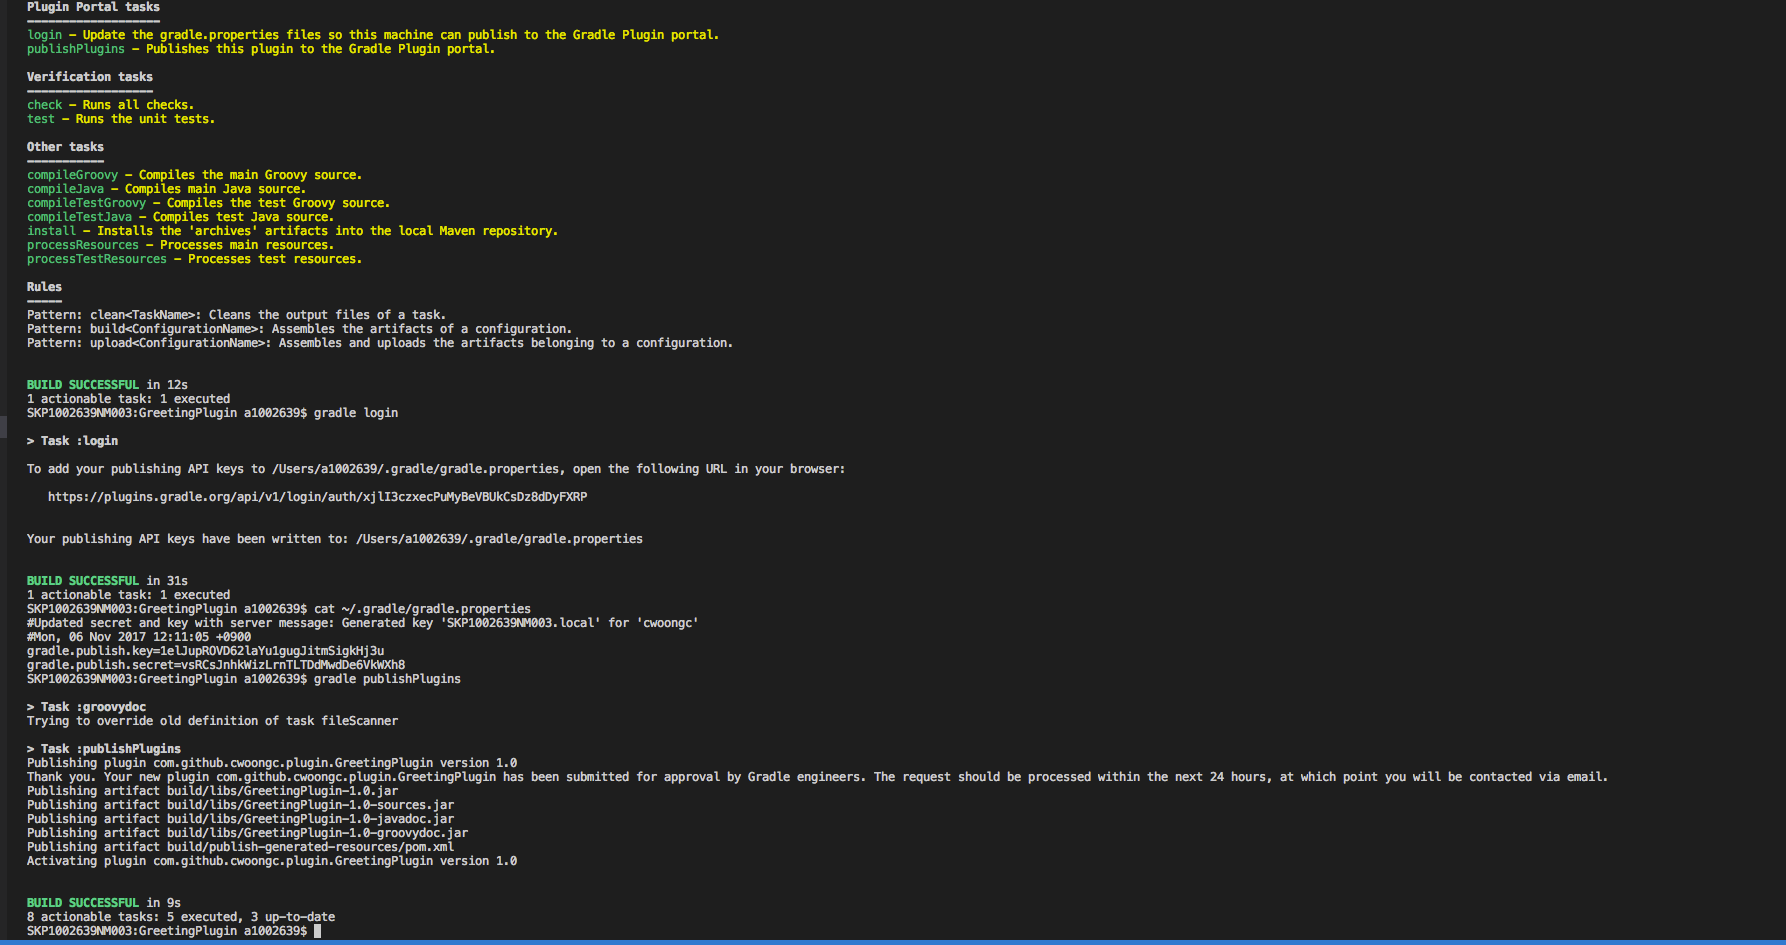 Plugin Portal tasks
-------------------
login - Update the gradle.properties files so this machine can publish to the Gradle Plugin portal.
publishPlugins - Publishes this plugin to the Gradle Plugin portal.
Verification tasks
------------------
check - Runs all checks.
test - Runs the unit tests.
Other tasks
-----------
compileGroovy - Compiles the main Groovy source.
compileJava - Compiles main Java source.
compileTestGroovy - Compiles the test Groovy source.
compileTestJava - Compiles test Java source.
install - Installs the 'archives' artifacts into the local Maven repository.
processResources - Processes main resources.
processTestResources - Processes test resources.
Rules
-----
Pattern: clean<TaskName>: Cleans the output files of a task.
Pattern: build<ConfigurationName>: Assembles the artifacts of a configuration.
Pattern: upload<ConfigurationName>: Assembles and uploads the artifacts belonging to a configuration.
BUILD SUCCESSFUL in 12s
1 actionable task: 1 executed
SKP1002639NM003:GreetingPlugin a1002639$ gradle login
> Task :login
To add your publishing API keys to /Users/a1002639/.gradle/gradle.properties, open the following URL in your browser:
https://plugins.gradle.org/api/v1/login/auth/xjlI3czxecPuMyBeVBUkCsDz8dDyFXRP
Your publishing API keys have been written to: /Users/a1002639/.gradle/gradle.properties
BUILD SUCCESSFUL in 31s
1 actionable task: 1 executed
SKP1002639NM003:GreetingPlugin a1002639$ cat ~/.gradle/gradle.properties
#Updated secret and key with server message: Generated key 'SKP1002639NM003.local' for 'cwoongc'
#Mon, 06 Nov 2017 12:11:05 +0900
gradle.publish.key=1elJupROVD62laYu1gugJitmSigkHj3u
gradle.publish.secret=vsRCsJnhkWizLrnTLTDdMwdDe6VkWXh8
SKP1002639NM003:GreetingPlugin a1002639$ gradle publishPlugins
> Task :groovydoc
Trying to override old definition of task fileScanner
> Task :publishPlugins
Publishing plugin com.github.cwoongc.plugin.GreetingPlugin version 1.0
Thank you. Your new plugin com.github.cwoongc.plugin.GreetingPlugin has been submitted for approval by Gradle engineers. The request should be processed within the next 24 hours, at which point you will be contacted via email.
Publishing artifact build/libs/GreetingPlugin-1.0.jar
Publishing artifact build/libs/GreetingPlugin-1.0-sources.jar
Publishing artifact build/libs/GreetingPlugin-1.0-javadoc.jar
Publishing artifact build/libs/GreetingPlugin-1.0-groovydoc.jar
Publishing artifact build/publish-generated-resources/pom.xml
Activating plugin com.github.cwoongc.plugin.GreetingPlugin version 1.0
BUILD SUCCESSFUL in 9s
8 actionable tasks: 5 executed, 3 up-to-date
SKP1002639NM003:GreetingPlugin a1002639$